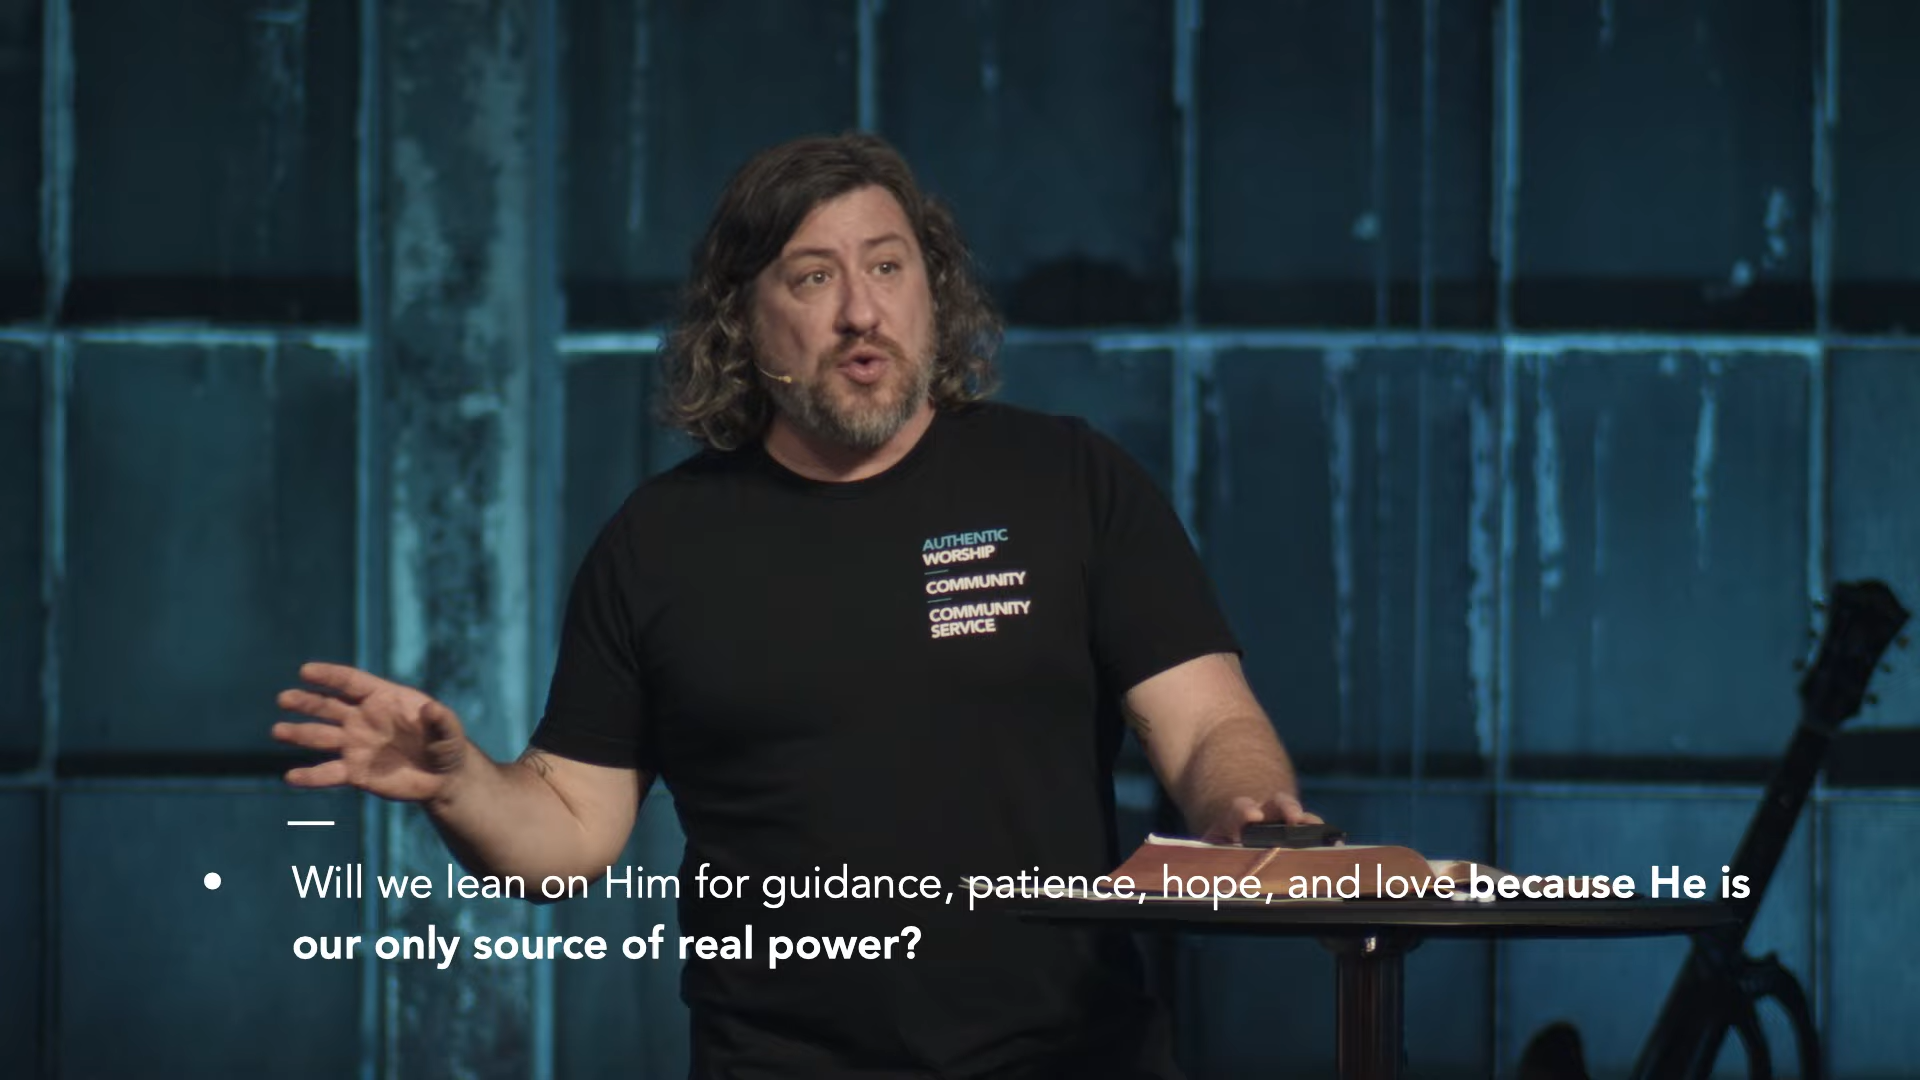 AUTHENTIC
WORSHIP
COMMUNITY
COMMUNITY
SERVICE
• Will we lean on Him for guidance, patience, hope, and love because He is
our only source of real power?